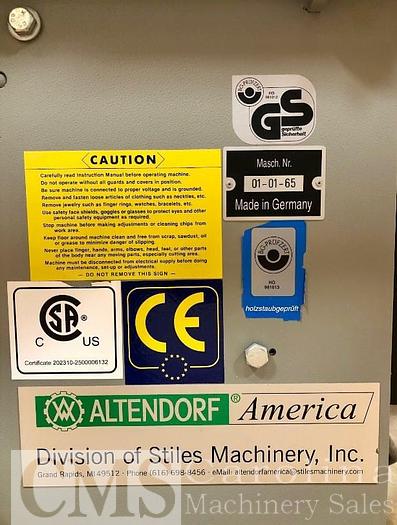 BG-PRÜFZERT
HO
981012
GS
geprüfte
Sicherheit
CAUTION
Carefully read Instruction Manual before operating machine.
Do not operate without all guards and covers in position.
Be sure machine is connected to proper voltage and is grounded.
Remove and fasten loose articles of clothing such as neckties, etc.
Remove jewelry such as finger rings, watches, bracelets, etc.
Use safety face shields, goggles or glasses to protect eyes and other
personal safety equipment as required.
Stop machine before making adjustments or cleaning chips from
work area.
Keep floor around machine clean and free from scrap, sawdust, oil
or grease to minimize danger of slipping.
Never place finger, hands, arms, elbows, head, feet, or other parts
of the body near any moving parts, especially cutting area.
Machine must be disconnected from electrical supply before doing
any maintenance, set-up or adjustments.
— DO NOT REMOVE THIS SIGN —
Masch. Nr.
01-01-65
Made in Germany
BG-PRÜFZERT
HO
981013
holzstaubgeprüft
C SA US
Certificate 202310-2500006132
CE
ALTENDORF® America
Division of Stiles Machinery, Inc.
Grand Rapids, MI 49512 · Phone (616) 698-8456 · eMail: altendorfamerica@stilesmachinery.com
CMS
Machinery Sales